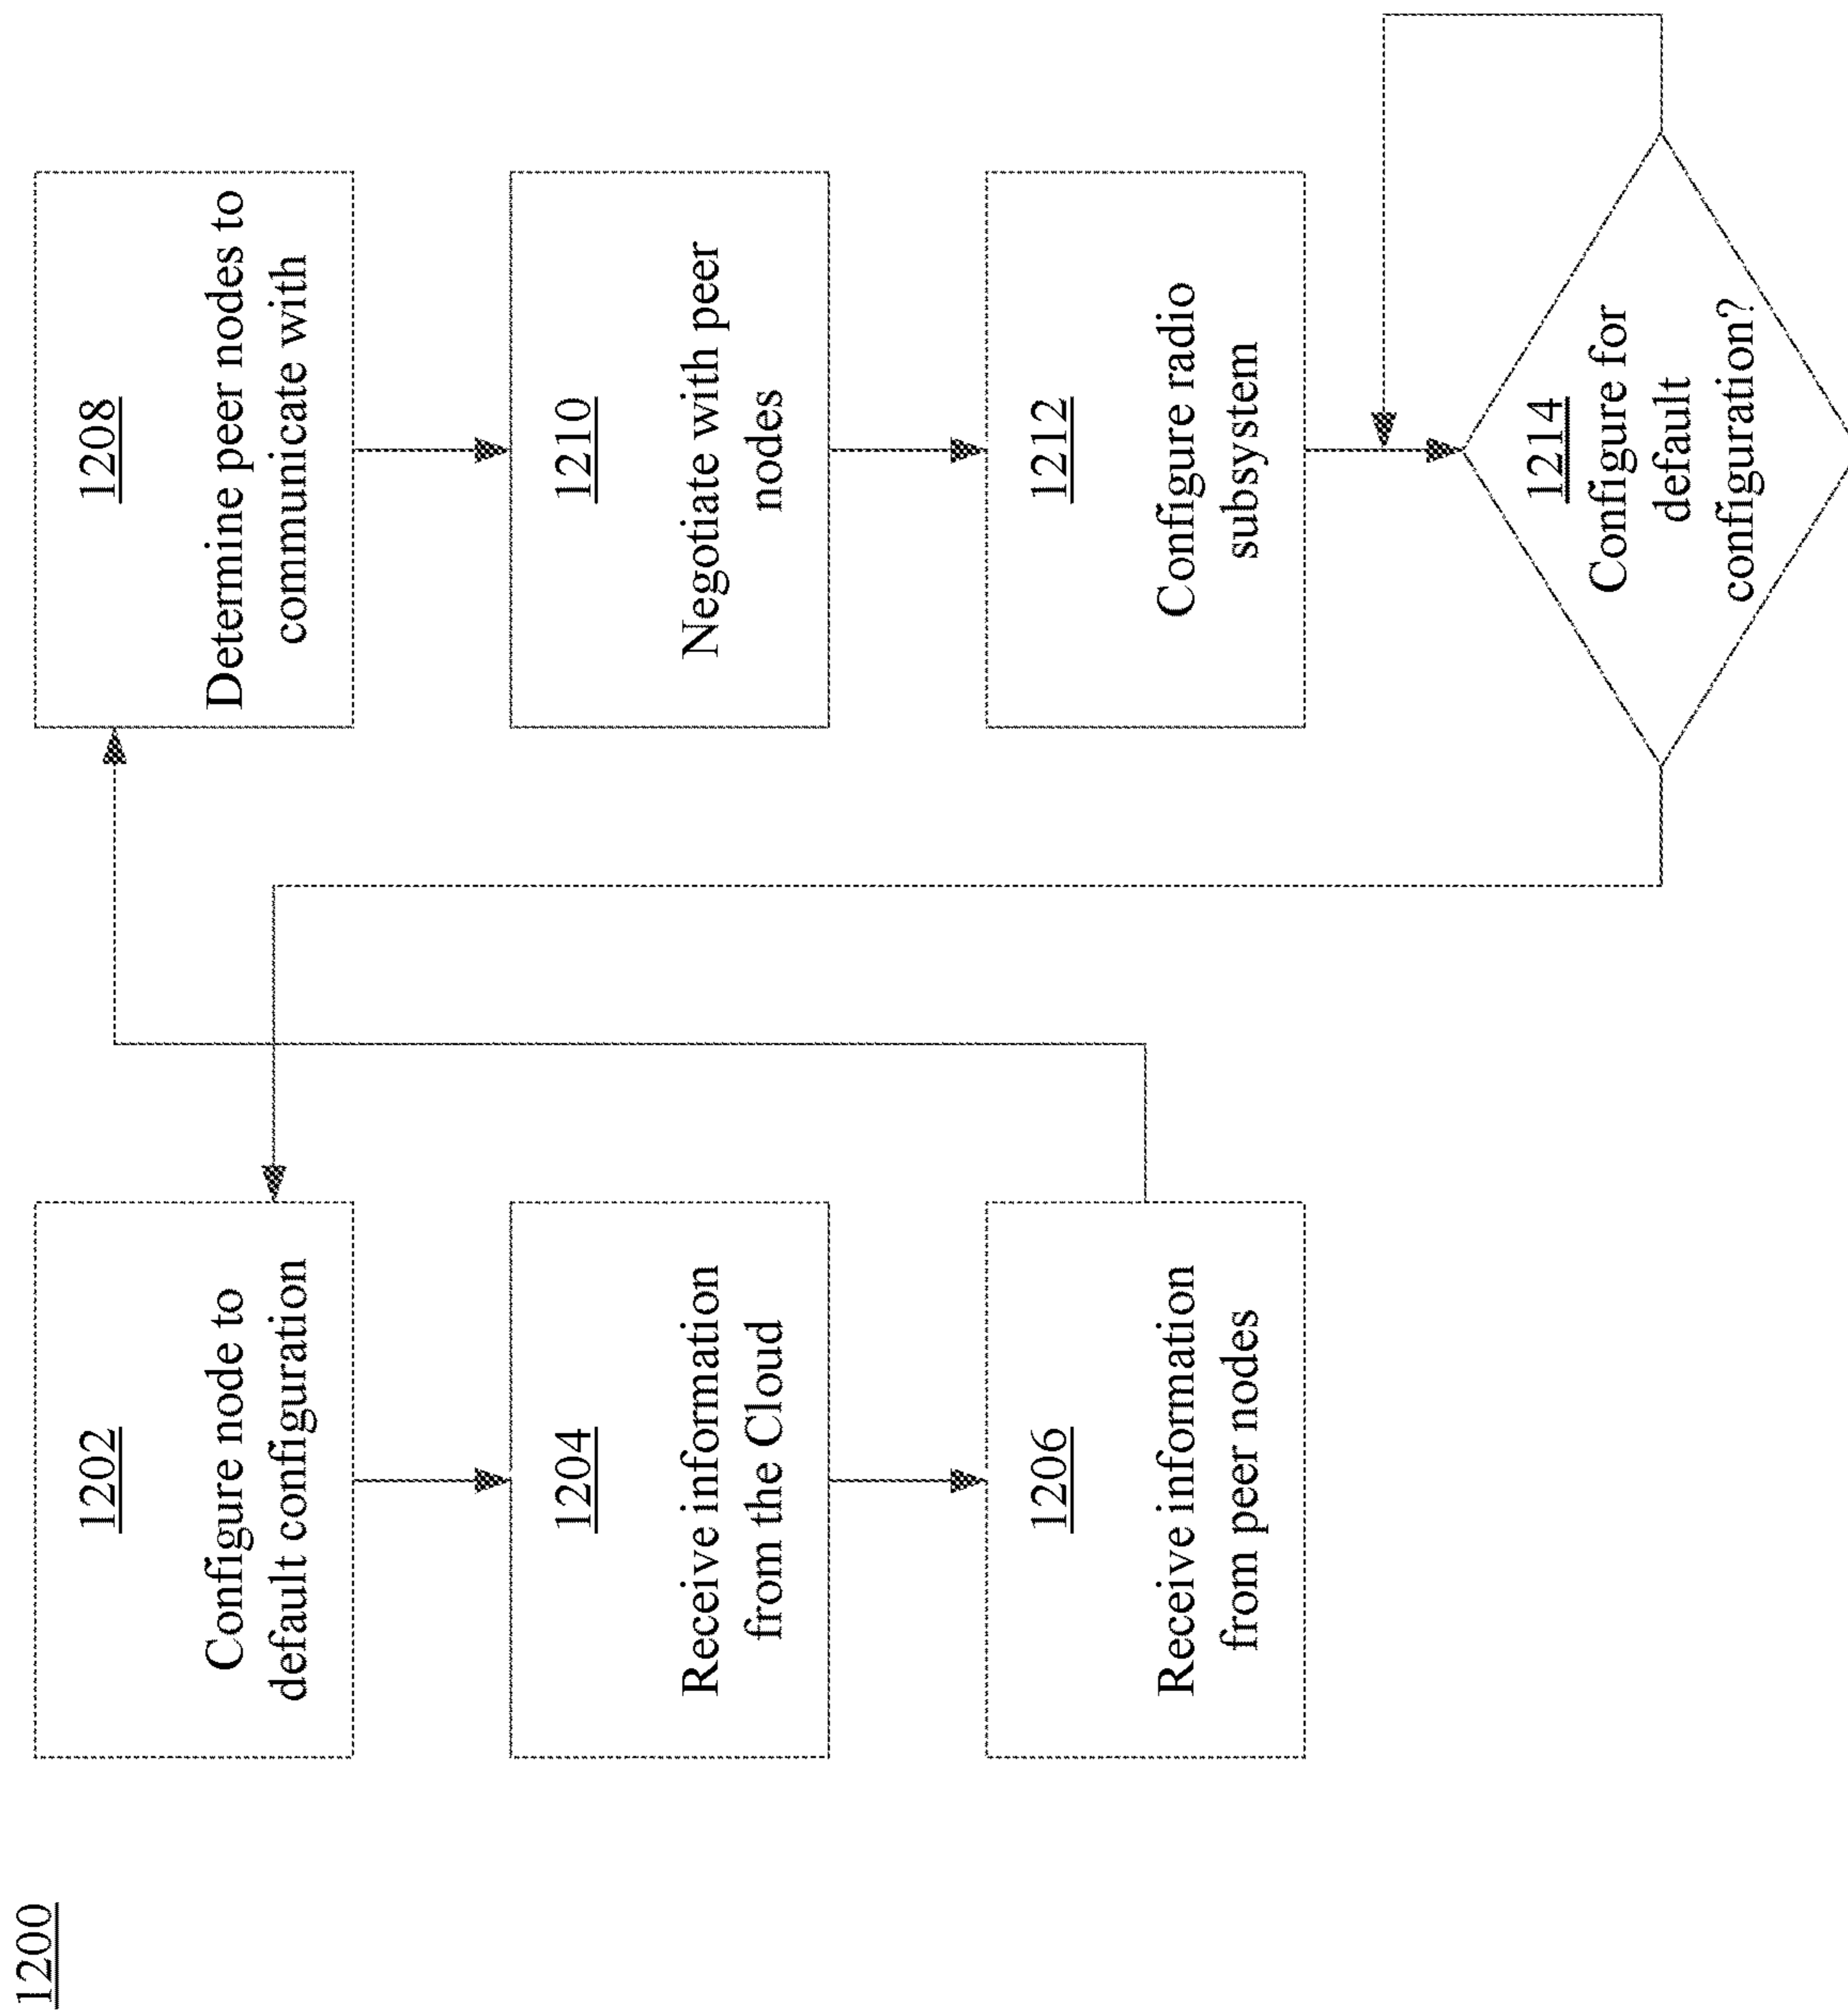 1200
1202
Configure node to
default configuration
1204
Receive information
from the Cloud
1206
Receive information
from peer nodes
1208
Determine peer nodes to
communicate with
1210
Negotiate with peer
nodes
1212
Configure radio
subsystem
1214
Configure for
default
configuration?